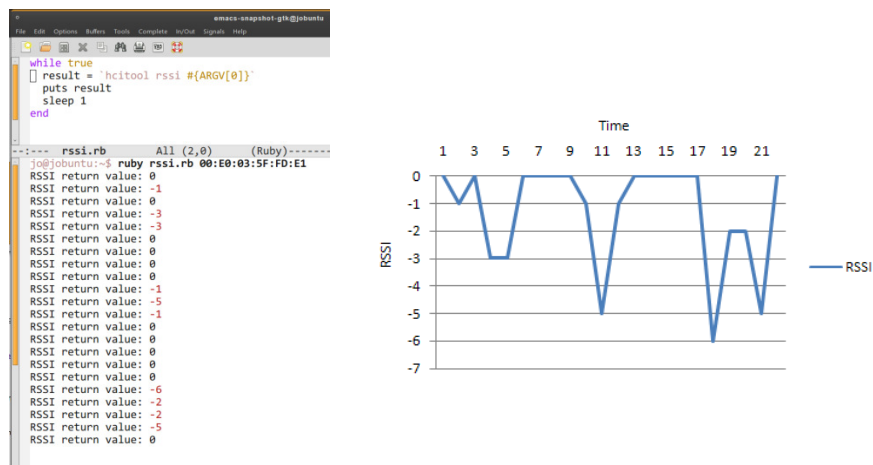 emacs-snapshot-gtk@jobuntu
File Edit Options Buffers Tools Complete In/Out Signals Help
while true
result = `hcitool rssi #{ARGV[0]}`
puts result
sleep 1
end
--:--- rssi.rb All (2,0) (Ruby)-------
jo@jobuntu:~$ ruby rssi.rb 00:E0:03:5F:FD:E1
RSSI return value: 0
RSSI return value: -1
RSSI return value: 0
RSSI return value: -3
RSSI return value: -3
RSSI return value: 0
RSSI return value: 0
RSSI return value: 0
RSSI return value: 0
RSSI return value: -1
RSSI return value: -5
RSSI return value: -1
RSSI return value: 0
RSSI return value: 0
RSSI return value: 0
RSSI return value: 0
RSSI return value: 0
RSSI return value: -6
RSSI return value: -2
RSSI return value: -2
RSSI return value: -5
RSSI return value: 0
Time
1 3 5 7 9 11 13 15 17 19 21
0
-1
-2
-3
-4
-5
-6
-7
RSSI
RSSI